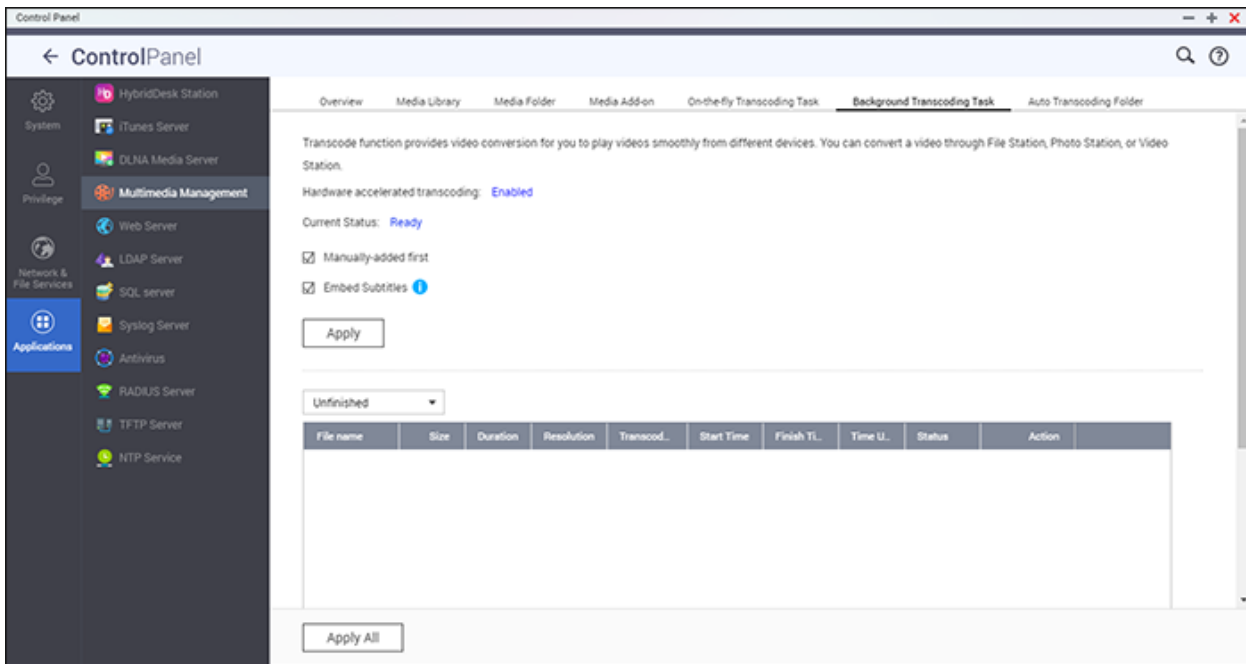 Control Panel
ControlPanel
System
Privilege
Network &
File Services
Applications
HybridDesk Station
iTunes Server
DLNA Media Server
Multimedia Management
Web Server
LDAP Server
SQL server
Syslog Server
Antivirus
RADIUS Server
TFTP Server
NTP Service
Overview Media Library Media Folder Media Add-on On-the-fly Transcoding Task Background Transcoding Task Auto Transcoding Folder
Transcode function provides video conversion for you to play videos smoothly from different devices. You can convert a video through File Station, Photo Station, or Video
Station.
Hardware accelerated transcoding: Enabled
Current Status: Ready
Manually-added first
Embed Subtitles
Apply
Unfinished
File name Size Duration Resolution Transcod... Start Time Finish Ti... Time U... Status Action
Apply All